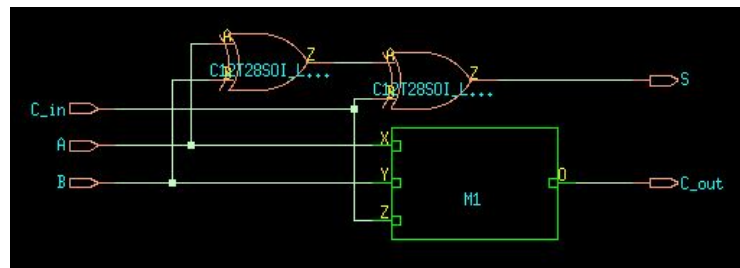 A
Z
B
C12T28SOI_L...
A
Z
B
C12T28SOI_L...
S
C_in
A
X
B
Y
M1
O
C_out
Z